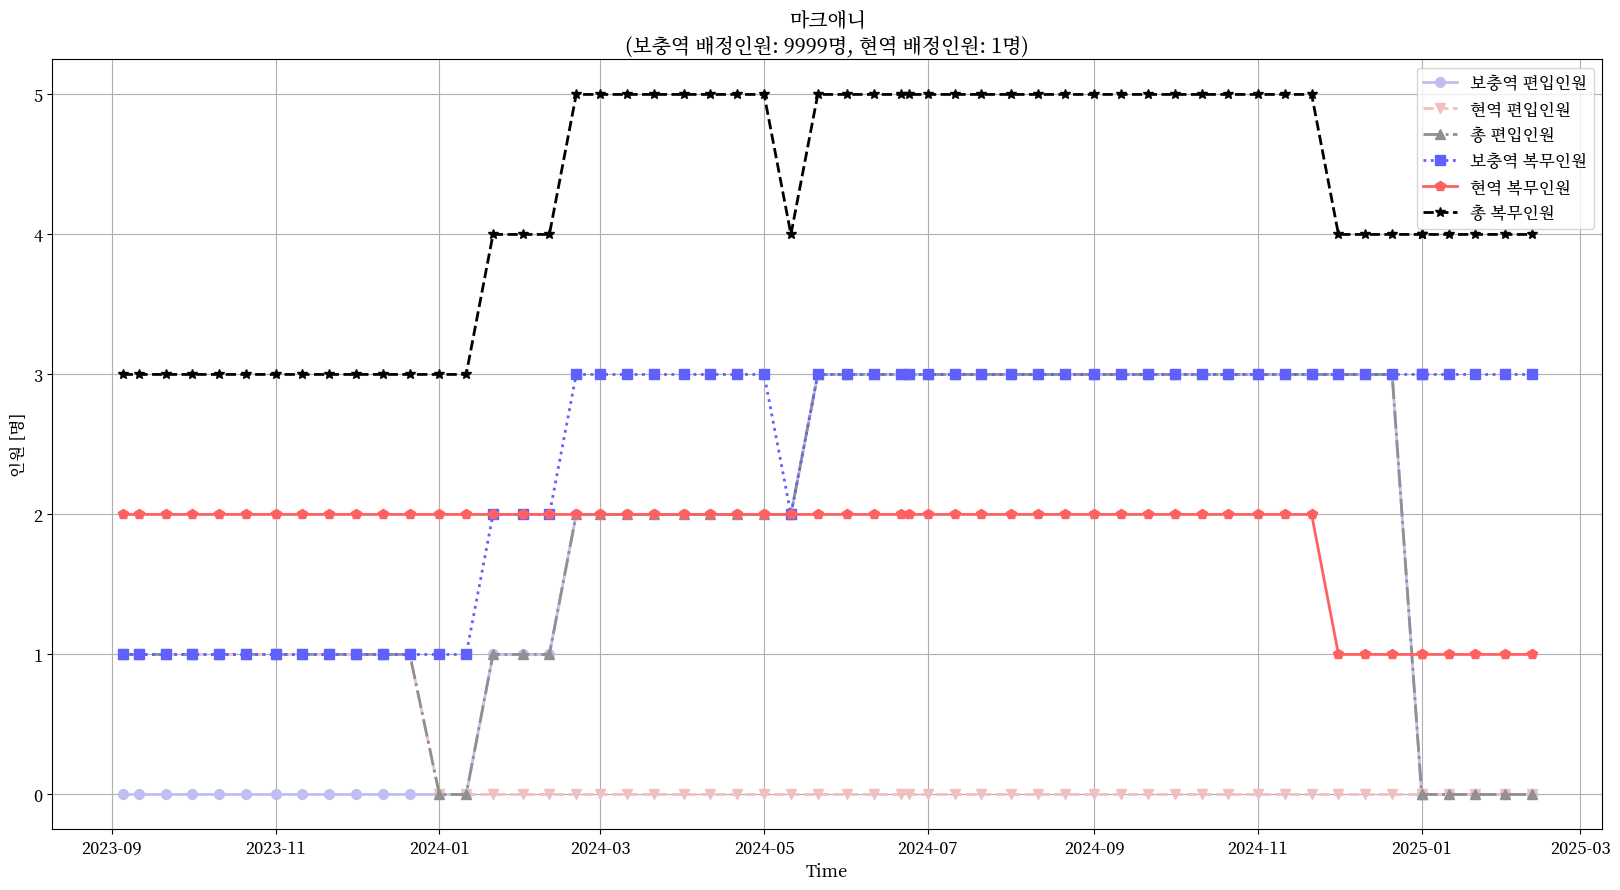 마크애니
(보충역 배정인원: 9999명, 현역 배정인원: 1명)
보충역 편입인원
현역 편입인원
총 편입인원
보충역 복무인원
현역 복무인원
총 복무인원
인원 [명]
5
4
3
2
1
0
2023-09 2023-11 2024-01 2024-03 2024-05 2024-07 2024-09 2024-11 2025-01 2025-03
Time